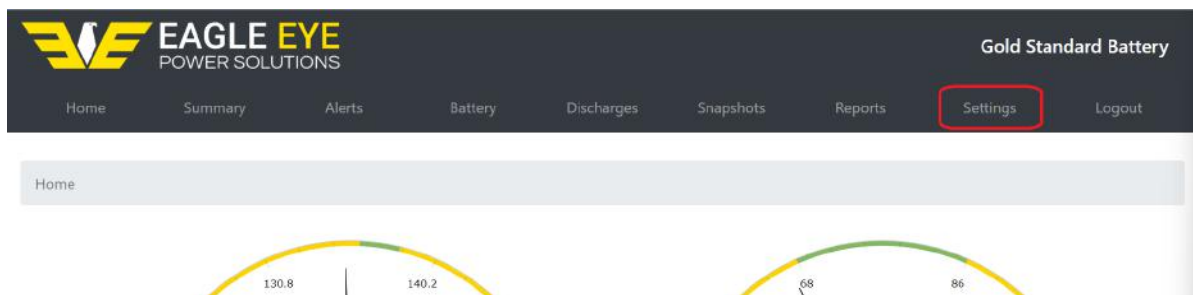 EAGLE EYE
POWER SOLUTIONS
Gold Standard Battery
Home Summary Alerts Battery Discharges Snapshots Reports Settings Logout
Home
130.8 140.2 68 86